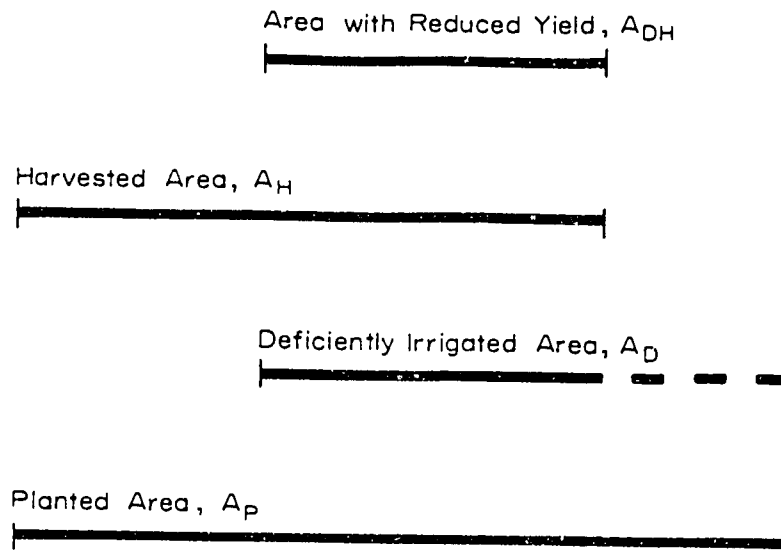 Area with Reduced Yield, A_DH
Harvested Area, A_H
Deficiently Irrigated Area, A_D
Planted Area, A_P